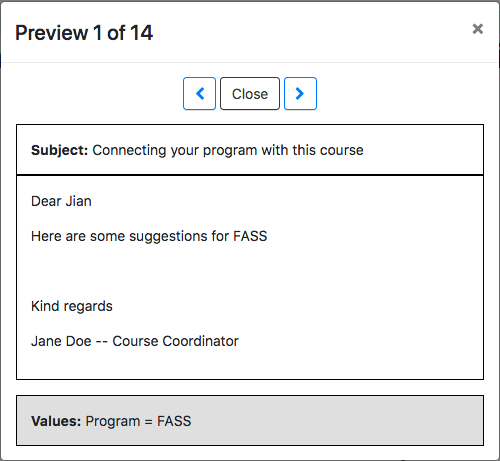 Preview 1 of 14
×
Close
Subject: Connecting your program with this course
Dear Jian
Here are some suggestions for FASS
Kind regards
Jane Doe -- Course Coordinator
Values: Program = FASS